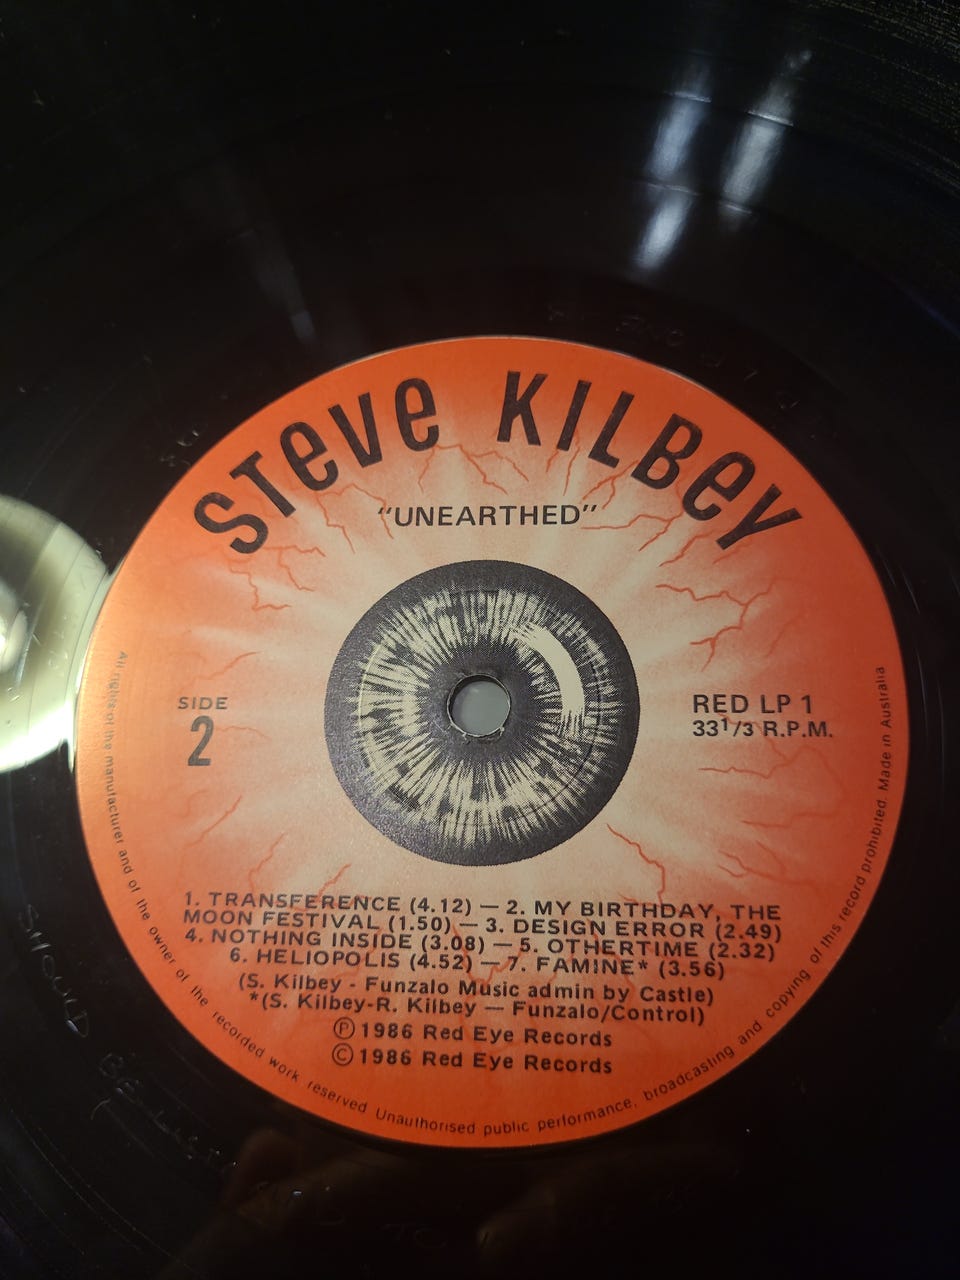 STEVE KILBEY
"UNEARTHED"
SIDE
2
RED LP 1
33 1/3 R.P.M.
1. TRANSFERENCE (4.12) — 2. MY BIRTHDAY, THE
MOON FESTIVAL (1.50) — 3. DESIGN ERROR (2.49)
4. NOTHING INSIDE (3.08) — 5. OTHERTIME (2.32)
6. HELIOPOLIS (4.52) — 7. FAMINE* (3.56)
(S. Kilbey - Funzalo Music admin by Castle)
*(S. Kilbey-R. Kilbey — Funzalo/Control)
Ⓟ 1986 Red Eye Records
© 1986 Red Eye Records
All rights of the manufacturer and of the owner of the recorded work reserved Unauthorised public performance, broadcasting and copying of this record prohibited. Made in Australia
SHOULD BE